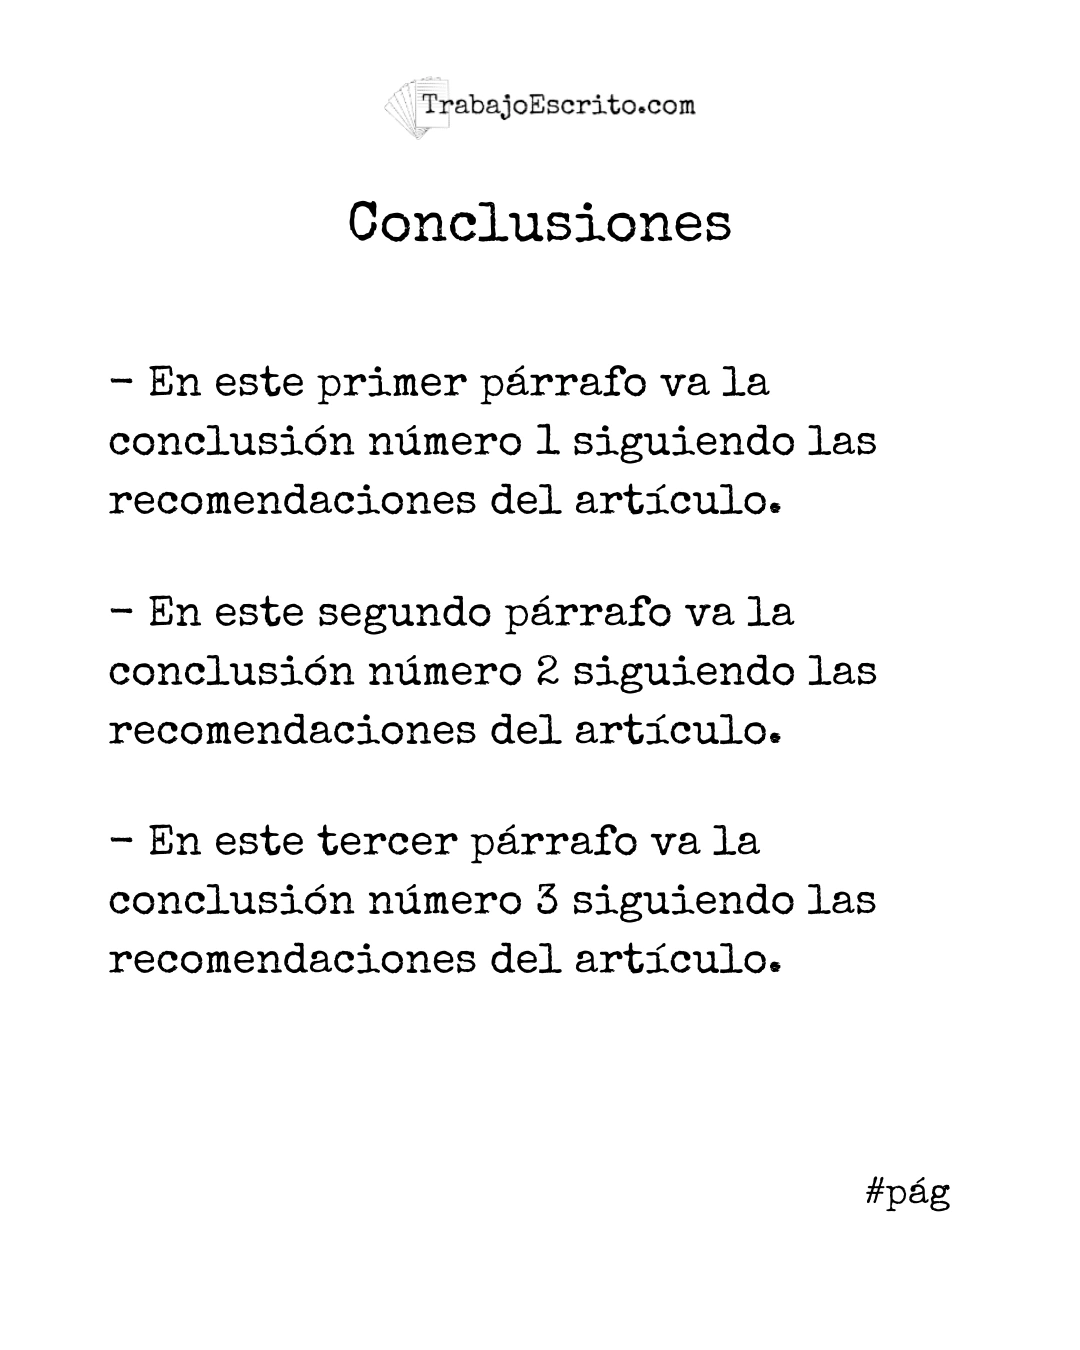 TrabajoEscrito.com
Conclusiones
- En este primer párrafo va la
conclusión número 1 siguiendo las
recomendaciones del artículo.
- En este segundo párrafo va la
conclusión número 2 siguiendo las
recomendaciones del artículo.
- En este tercer párrafo va la
conclusión número 3 siguiendo las
recomendaciones del artículo.
#pág